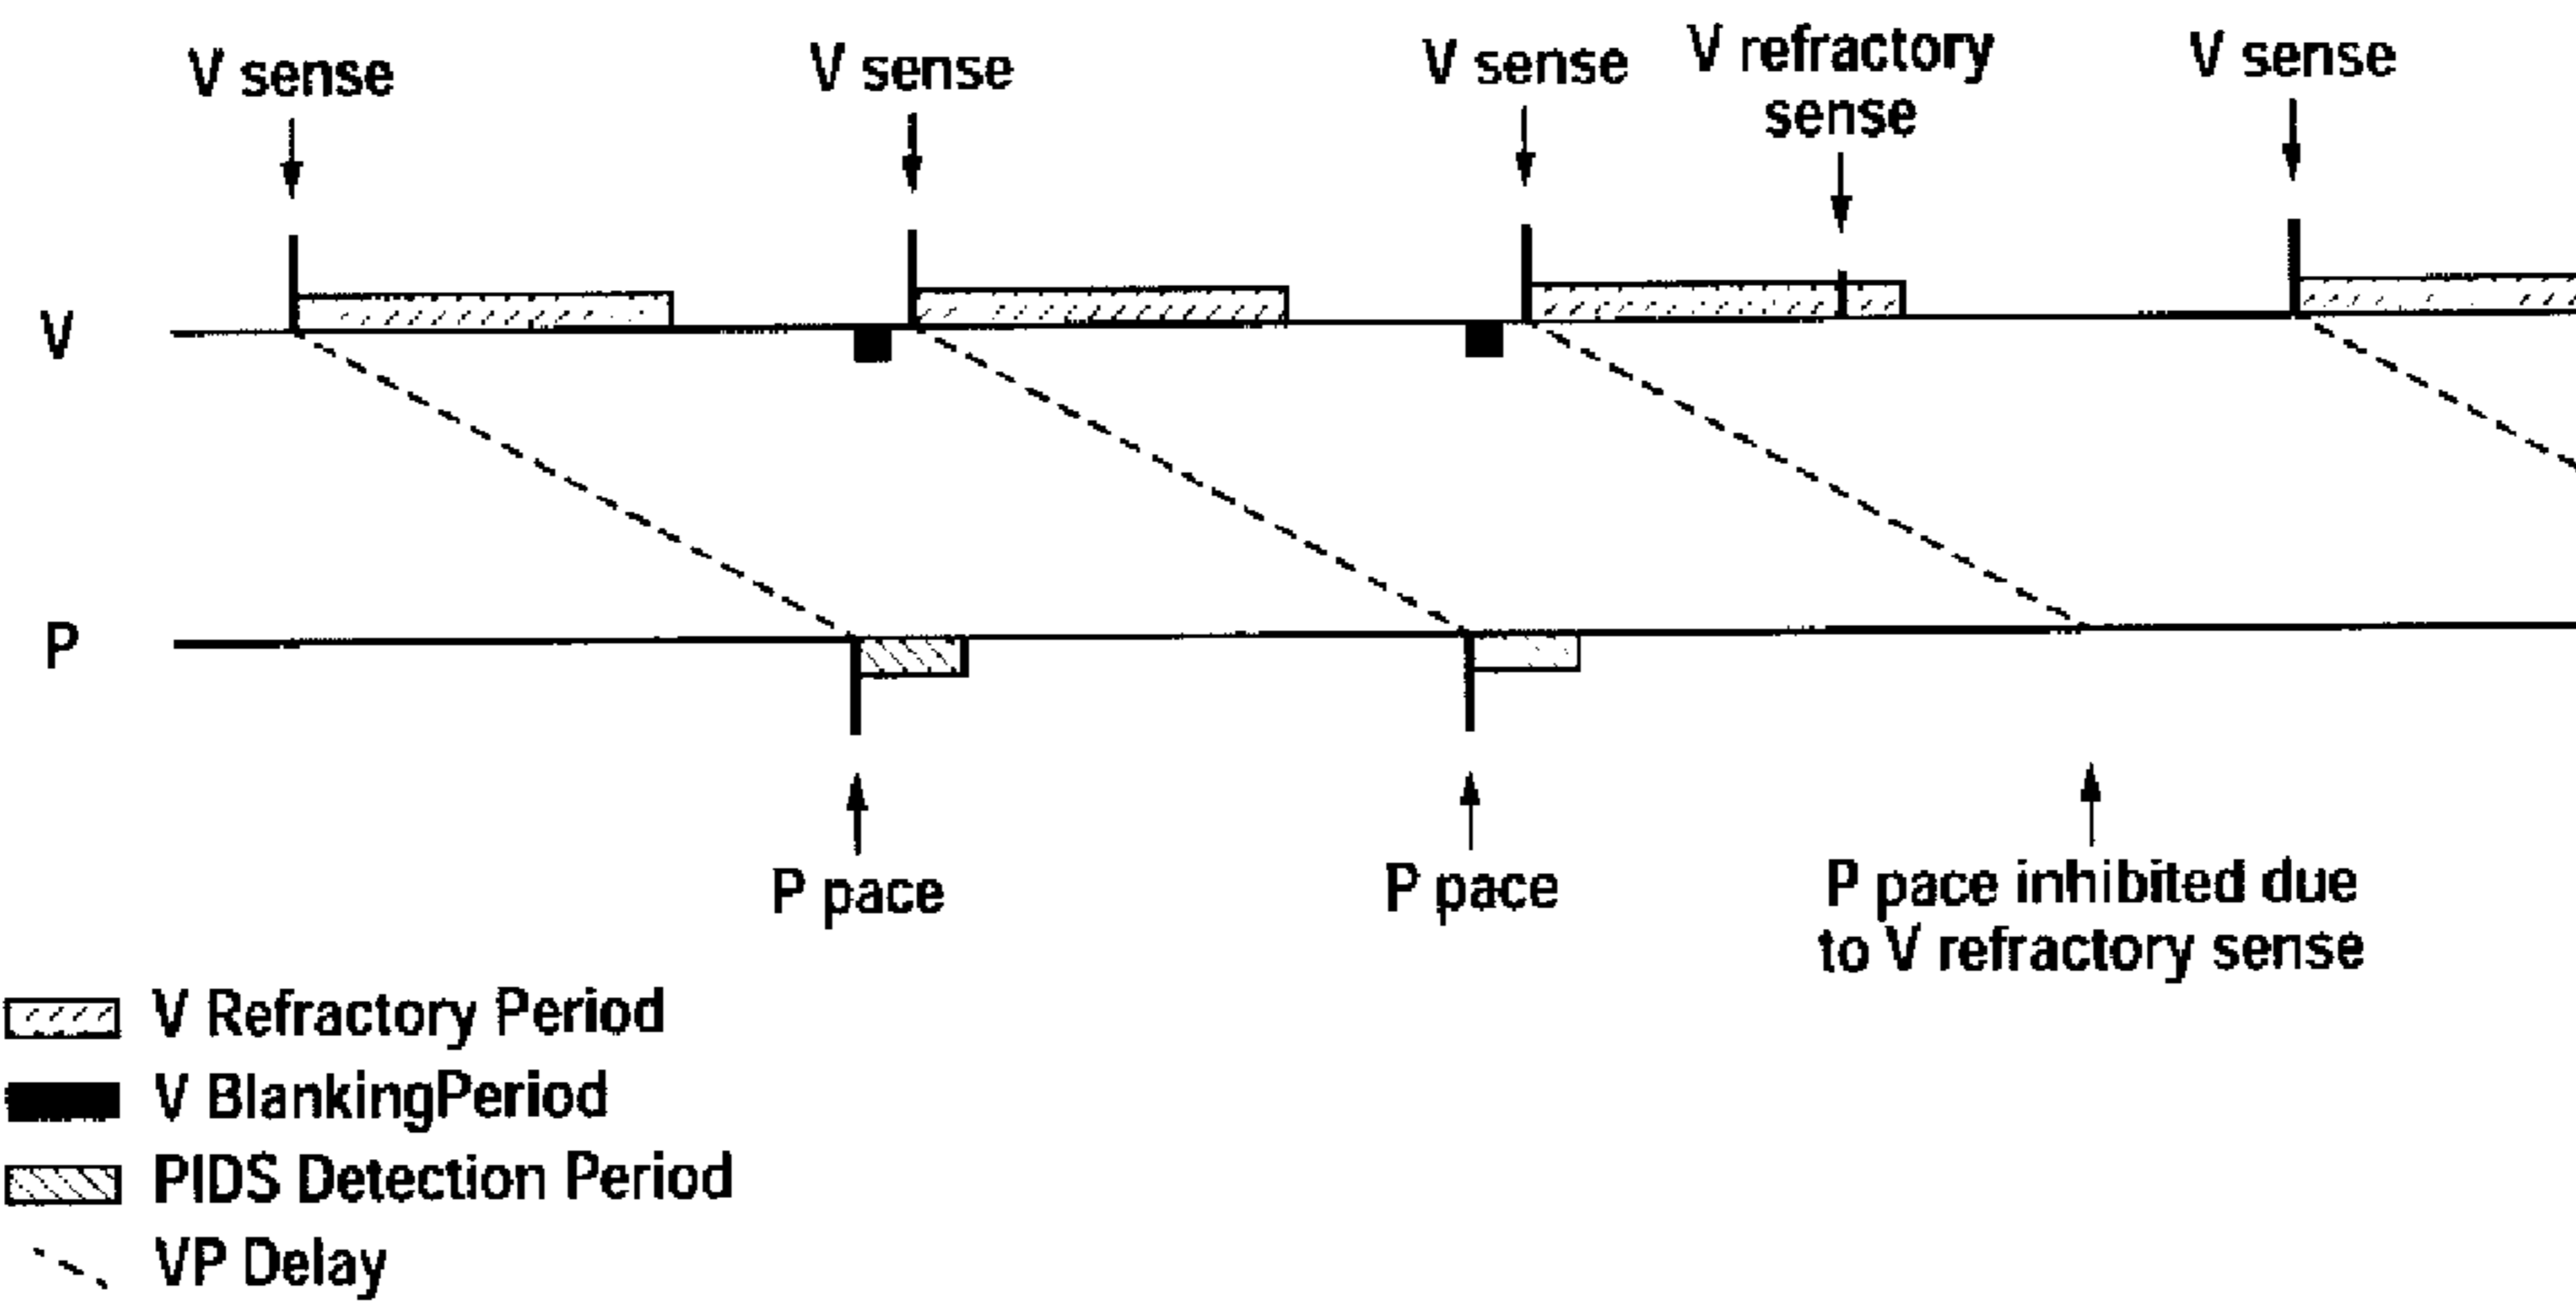 V sense
V sense
V sense
V refractory
sense
V sense
V
P
P pace
P pace
P pace inhibited due
to V refractory sense
V Refractory Period
V BlankingPeriod
PIDS Detection Period
VP Delay